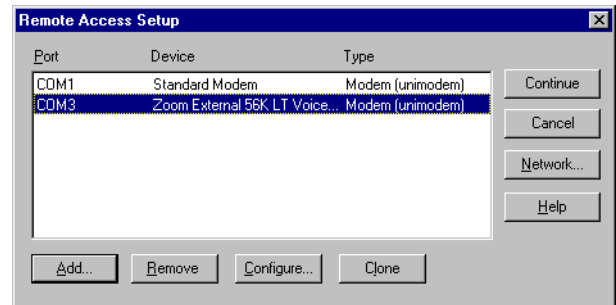 Remote Access Setup
Port Device Type
COM1 Standard Modem Modem (unimodem)
COM3 Zoom External 56K LT Voice... Modem (unimodem)
Continue
Cancel
Network...
Help
Add... Remove Configure... Clone